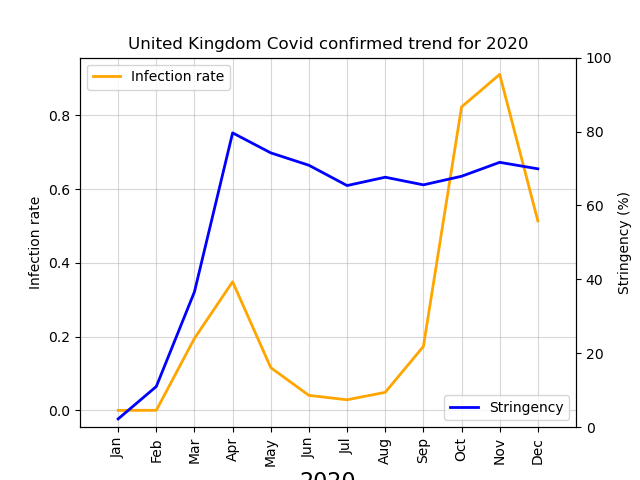 United Kingdom Covid confirmed trend for 2020
Infection rate
Stringency
Infection rate
0.8
0.6
0.4
0.2
0.0
100
80
60
40
20
0
Stringency (%)
Jan
Feb
Mar
Apr
May
Jun
Jul
Aug
Sep
Oct
Nov
Dec
2020